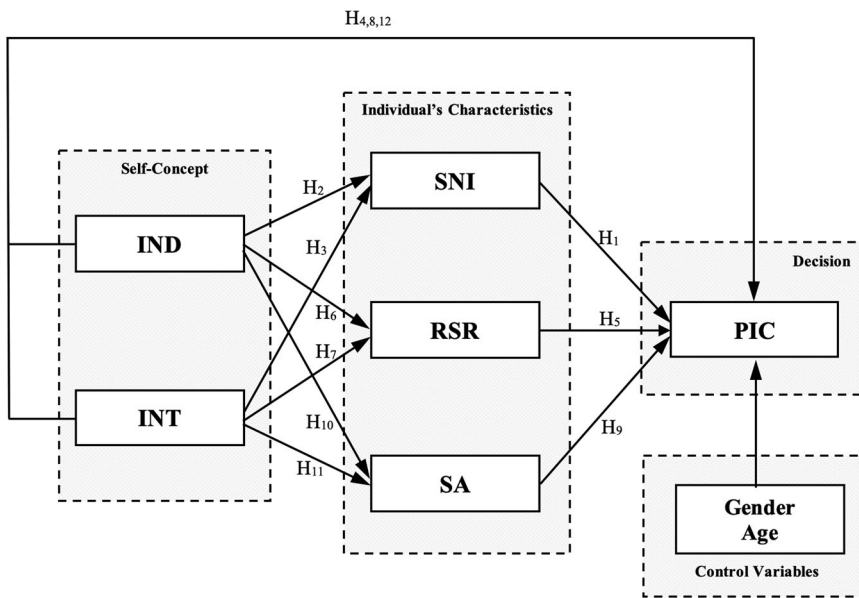 H4,8,12
Individual's Characteristics
Self-Concept
SNI
H2
IND
H3
H1
Decision
H6
RSR
H5
PIC
H7
INT
H10
H9
H11
SA
Gender
Age
Control Variables